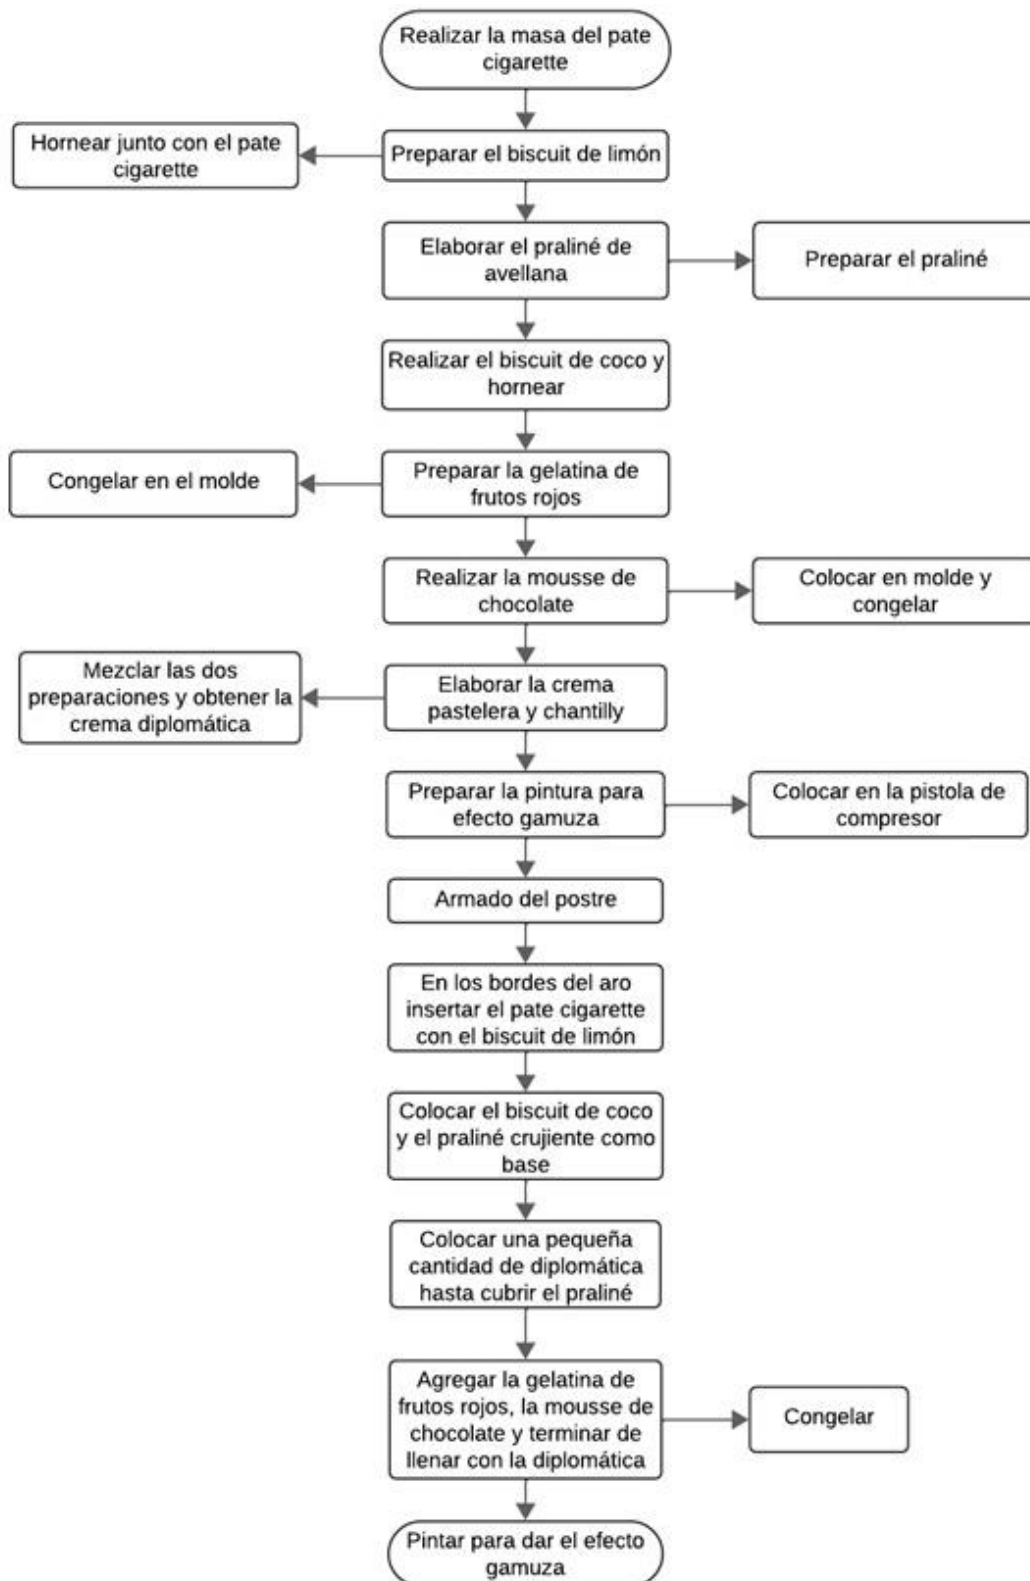 Realizar la masa del pate
cigarette
Hornear junto con el pate
cigarette
Preparar el biscuit de limón
Elaborar el praliné de
avellana
Preparar el praliné
Realizar el biscuit de coco y
hornear
Congelar en el molde
Preparar la gelatina de
frutos rojos
Realizar la mousse de
chocolate
Colocar en molde y
congelar
Mezclar las dos
preparaciones y obtener la
crema diplomática
Elaborar la crema
pastelera y chantilly
Preparar la pintura para
efecto gamuza
Colocar en la pistola de
compresor
Armado del postre
En los bordes del aro
insertar el pate cigarette
con el biscuit de limón
Colocar el biscuit de coco
y el praliné crujiente como
base
Colocar una pequeña
cantidad de diplomática
hasta cubrir el praliné
Agregar la gelatina de
frutos rojos, la mousse de
chocolate y terminar de
llenar con la diplomática
Congelar
Pintar para dar el efecto
gamuza